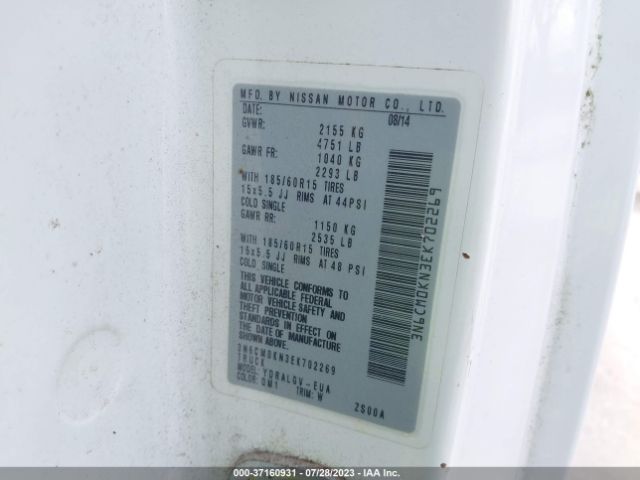 MFD. BY NISSAN MOTOR CO., LTD.
DATE: 08/14
GVWR: 2155 KG
4751 LB
GAWR FR: 1040 KG
2293 LB
WITH 185/60R15 TIRES
15x5.5 JJ RIMS AT 44PSI
COLD SINGLE
GAWR RR: 1150 KG
2535 LB
WITH 185/60R15 TIRES
15x5.5 JJ RIMS AT 48 PSI
COLD SINGLE
THIS VEHICLE CONFORMS TO
ALL APPLICABLE FEDERAL
MOTOR VEHICLE SAFETY AND
THEFT PREVENTION
STANDARDS IN EFFECT ON
THE DATE OF MANUFACTURE
SHOWN ABOVE.
3N6CM0KN3EK702269
TRUCK
MODEL: YDRALGV-EUA
COLOR: QM1 TRIM: W
ZS00A
3N6CM0KN3EK702269
000-37160931 - 07/28/2023 - IAA Inc.